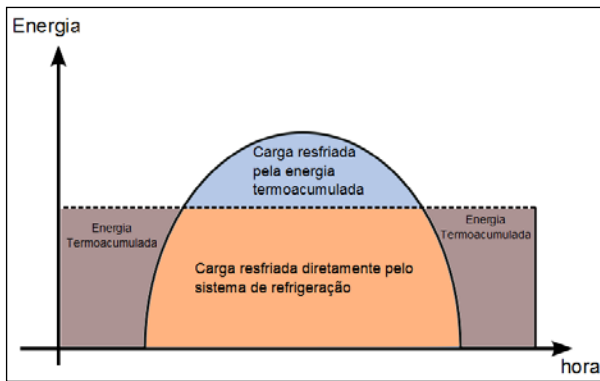 Energia
Carga resfriada
pela energia
termoacumulada
Energia
Termoacumulada
Energia
Termoacumulada
Carga resfriada diretamente pelo
sistema de refrigeração
hora